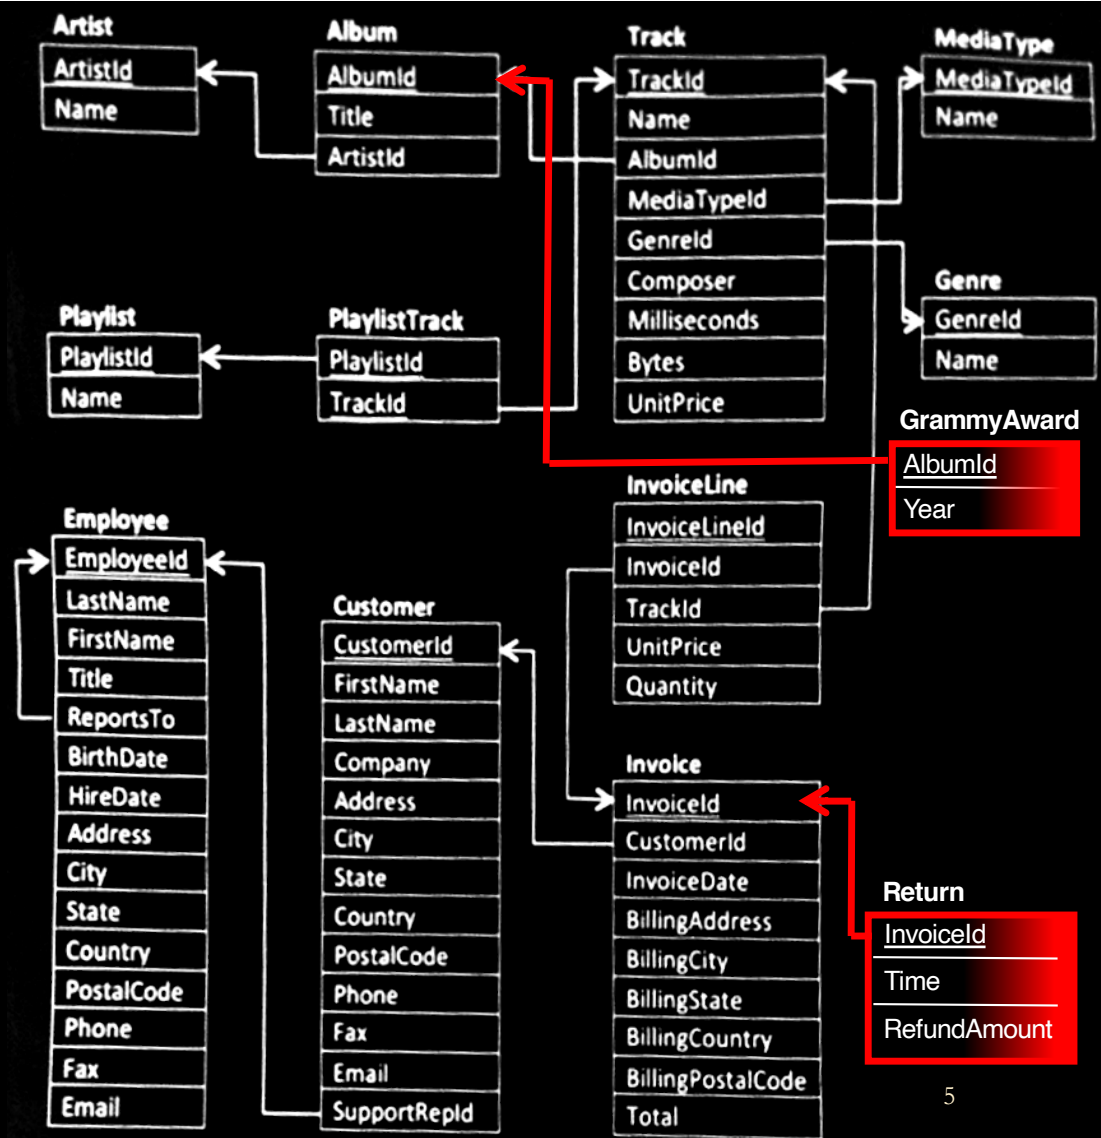 Artist
ArtistId
Name
Album
AlbumId
Title
ArtistId
Track
TrackId
Name
AlbumId
MediaTypeId
GenreId
Composer
Milliseconds
Bytes
UnitPrice
MediaType
MediaTypeId
Name
Genre
GenreId
Name
Playlist
PlaylistId
Name
PlaylistTrack
PlaylistId
TrackId
GrammyAward
AlbumId
Year
Employee
EmployeeId
LastName
FirstName
Title
ReportsTo
BirthDate
HireDate
Address
City
State
Country
PostalCode
Phone
Fax
Email
Customer
CustomerId
FirstName
LastName
Company
Address
City
State
Country
PostalCode
Phone
Fax
Email
SupportRepId
InvoiceLine
InvoiceLineId
InvoiceId
TrackId
UnitPrice
Quantity
Invoice
InvoiceId
CustomerId
InvoiceDate
BillingAddress
BillingCity
BillingState
BillingCountry
BillingPostalCode
Total
Return
InvoiceId
Time
RefundAmount
5